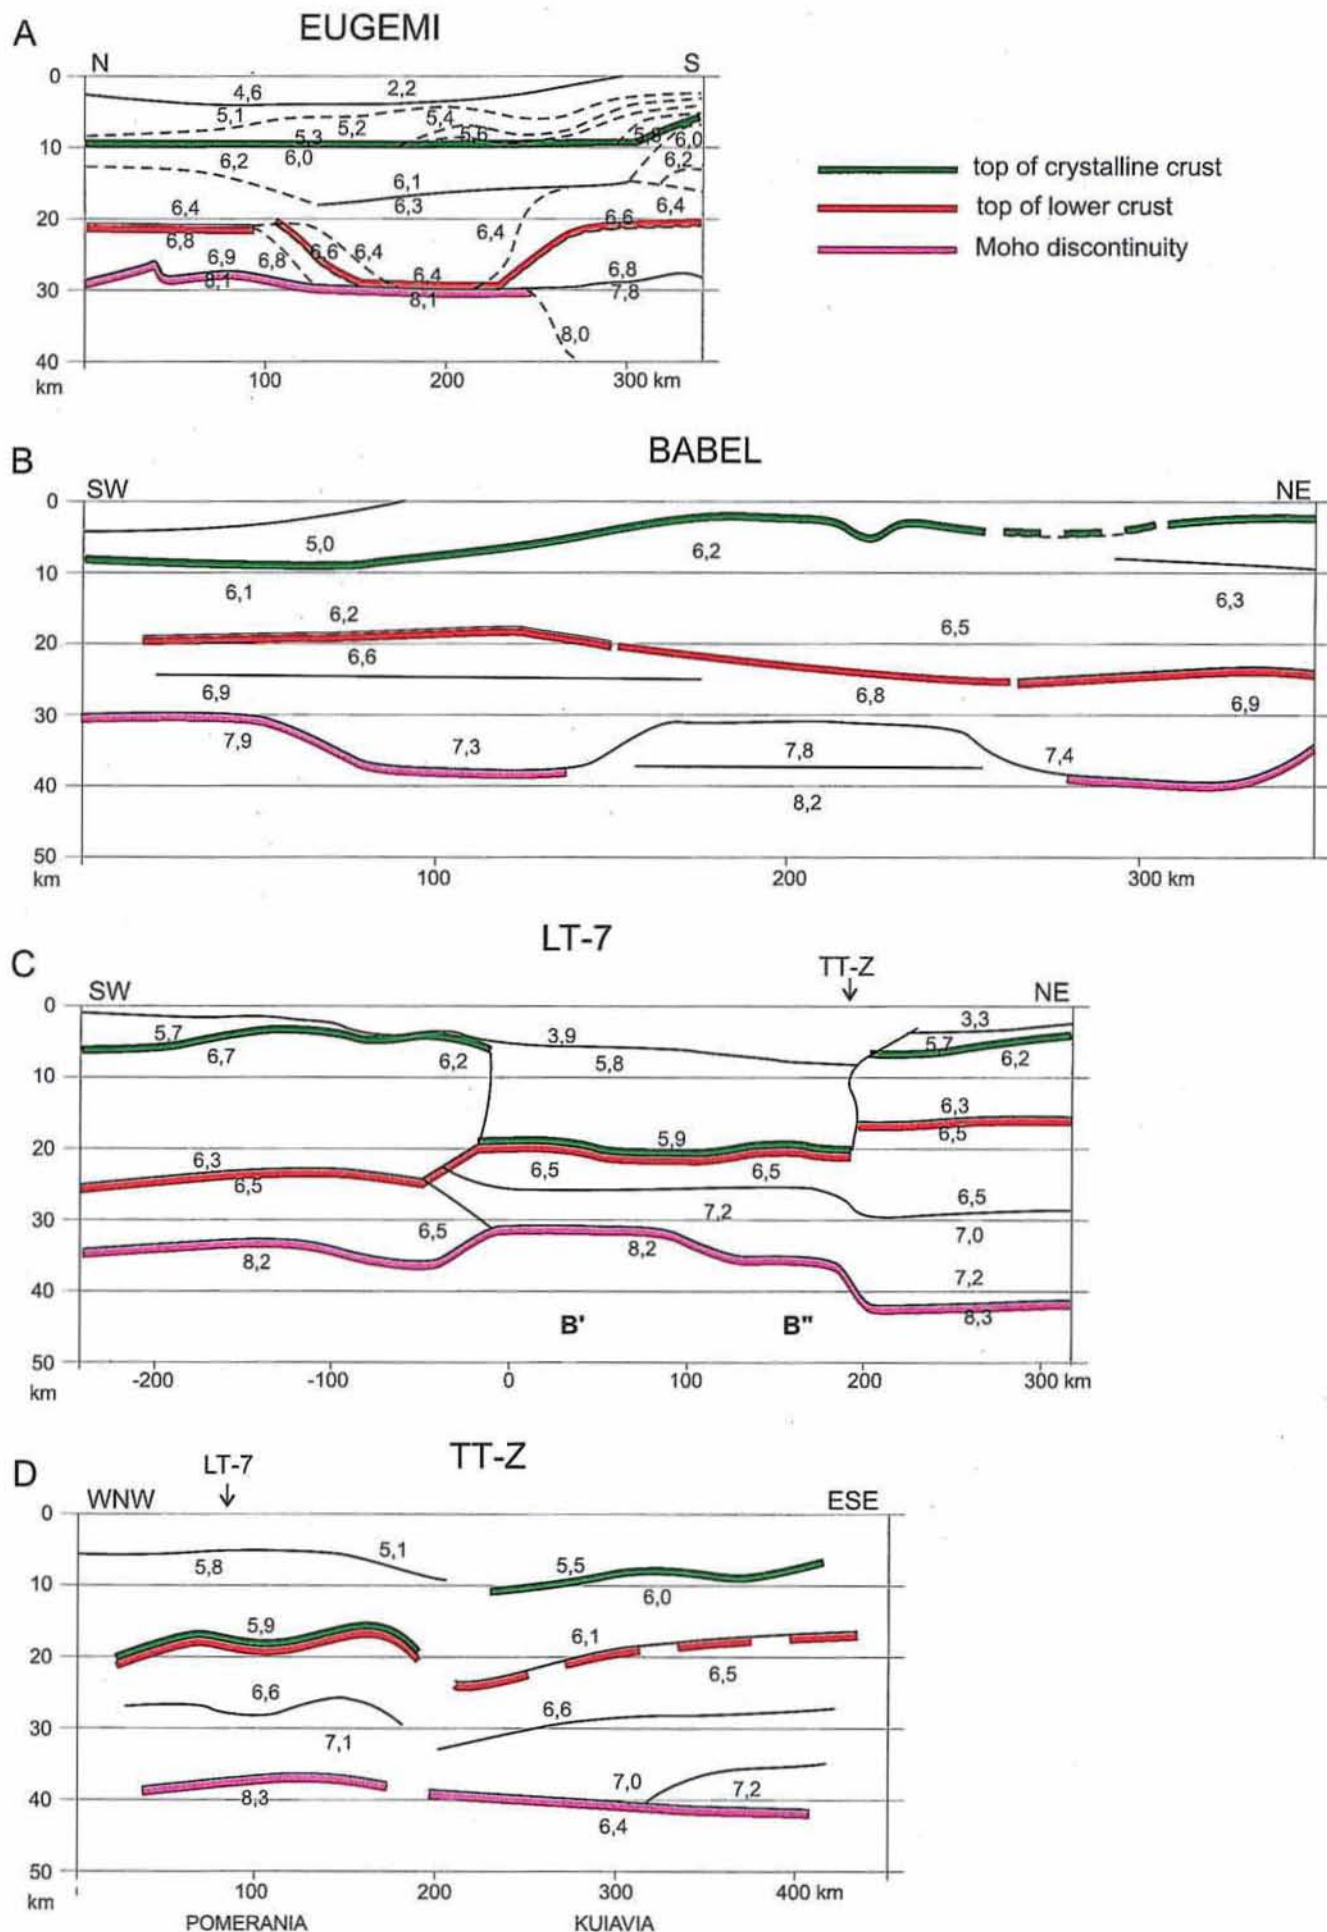 A
EUGEMI
N S
0
4,6 2,2
5,1 5,2 5,4
5,3 5,6 5,8
10
6,2 6,0 6,0
6,2
6,1
6,3
6,4 6,4
20
6,6
6,8 6,4
6,9 6,8 6,6 6,4
8,1 6,4 6,8
30
8,1 7,8
8,0
40
km
100 200 300 km
top of crystalline crust
top of lower crust
Moho discontinuity
B
BABEL
SW NE
0
5,0 6,2
10
6,1 6,3
6,2 6,5
20
6,6
6,9 6,8 6,9
30
7,9 7,3 7,8 7,4
40
8,2
50
km
100 200 300 km
C
LT-7
TT-Z
SW NE
0
5,7 3,9 3,3
6,7 6,2 5,8 5,7 6,2
10
6,3
5,9 6,5
20
6,3 6,5 6,5
6,5 6,5
7,2
30
6,5 7,0
8,2 8,2 7,2
40
8,3
B' B"
50
km
-200 -100 0 100 200 300 km
D
LT-7
TT-Z
WNW ESE
0
5,8 5,1 5,5
10
6,0
5,9 6,1
20
6,5
6,6 6,6
30
7,1
7,0 7,2
40
8,3
6,4
50
km
100 200 300 400 km
POMERANIA KUIAVIA